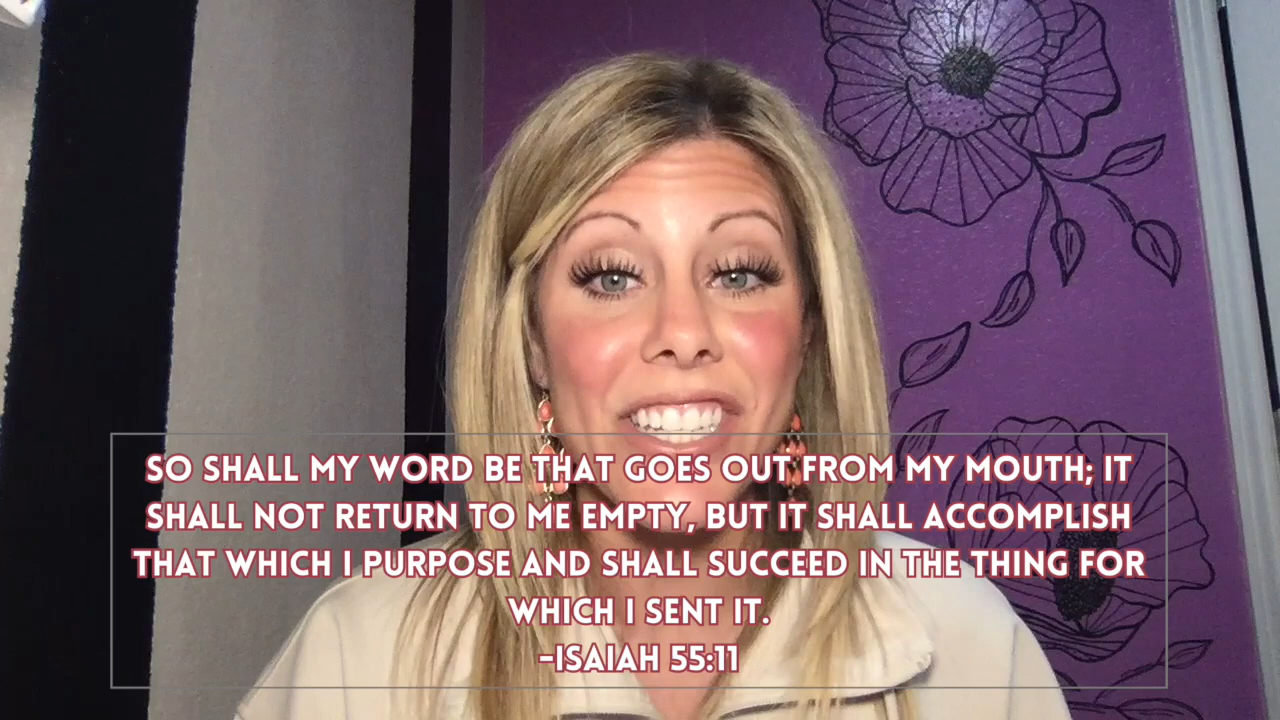 SO SHALL MY WORD BE THAT GOES OUT FROM MY MOUTH; IT
SHALL NOT RETURN TO ME EMPTY, BUT IT SHALL ACCOMPLISH
THAT WHICH I PURPOSE AND SHALL SUCCEED IN THE THING FOR
WHICH I SENT IT.
-ISAIAH 55:11